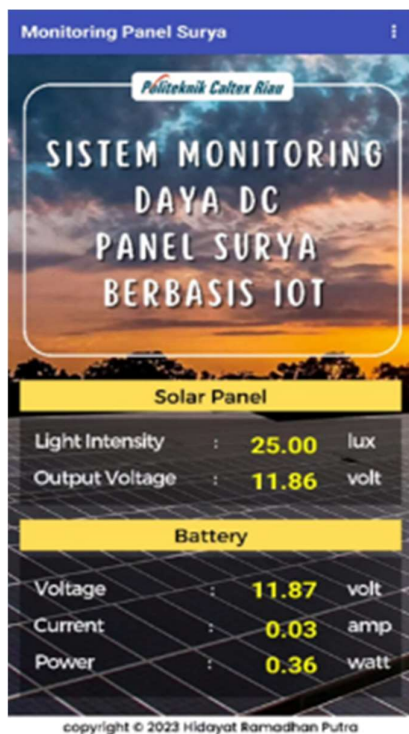 Monitoring Panel Surya
Politeknik Caltex Riau
SISTEM MONITORING
DAYA DC
PANEL SURYA
BERBASIS IOT
Solar Panel
Light Intensity : 25.00 lux
Output Voltage : 11.86 volt
Battery
Voltage : 11.87 volt
Current : 0.03 amp
Power : 0.36 watt
copyright © 2023 Hidayat Ramadhan Putra